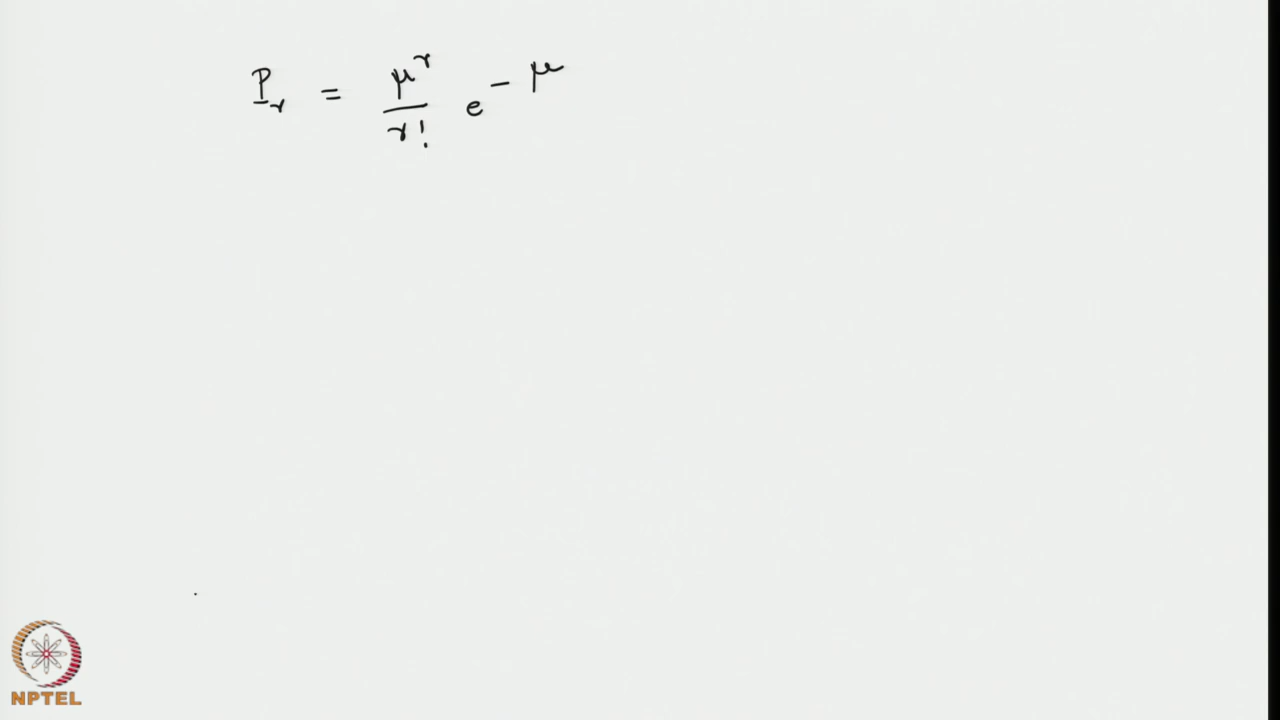 P_r = μ^r / r! e^{-μ}
NPTEL